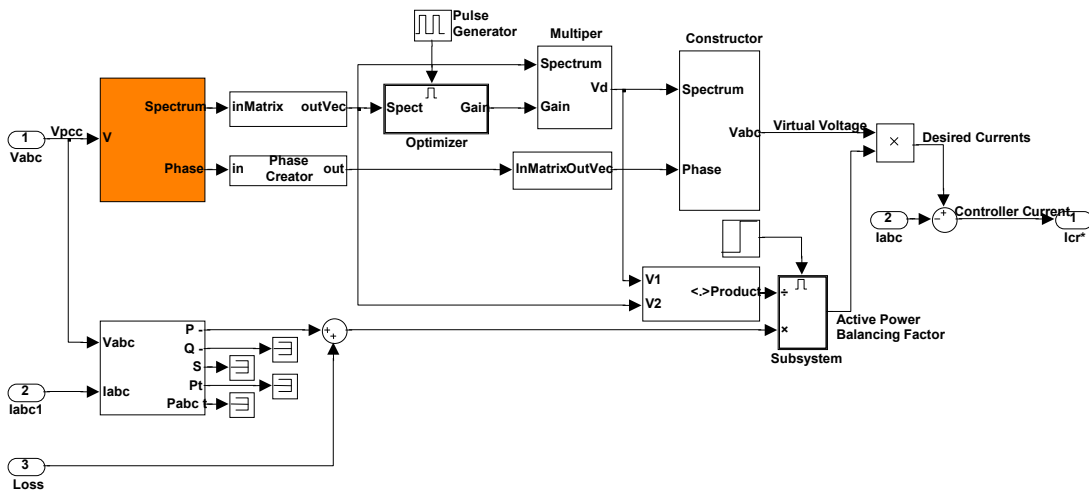 Pulse
Generator
Multiper
Constructor
Spectrum
Vd
Gain
Spect
Gain
Optimizer
Spectrum
Vabc
Phase
Virtual Voltage
×
Desired Currents
1
Vabc
Vpcc
V
Spectrum
Phase
inMatrix
outVec
in
Phase
Creator
out
InMatrixOutVec
2
Iabc
+
−
Controller Current
1
Icr*
V1
V2
<.>Product
÷
×
Subsystem
Active Power
Balancing Factor
Vabc
Iabc
P -
Q -
S
Pt
Pabc t
+
+
2
Iabc1
3
Loss